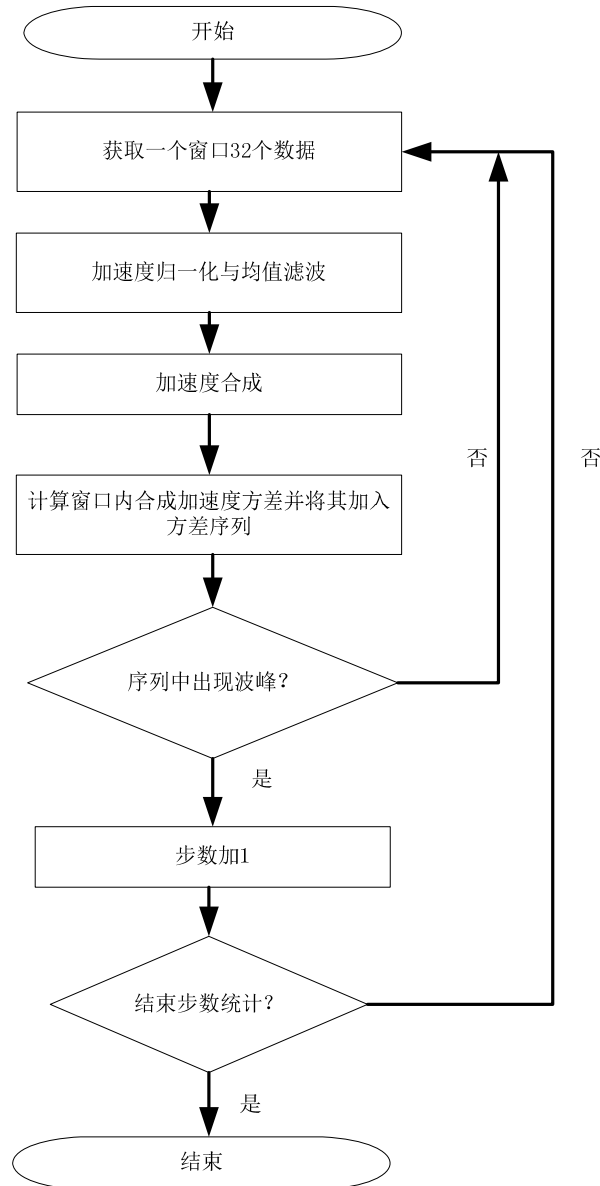 开始
获取一个窗口32个数据
加速度归一化与均值滤波
加速度合成
计算窗口内合成加速度方差并将其加入
方差序列
否
否
序列中出现波峰？
是
步数加1
结束步数统计？
是
结束